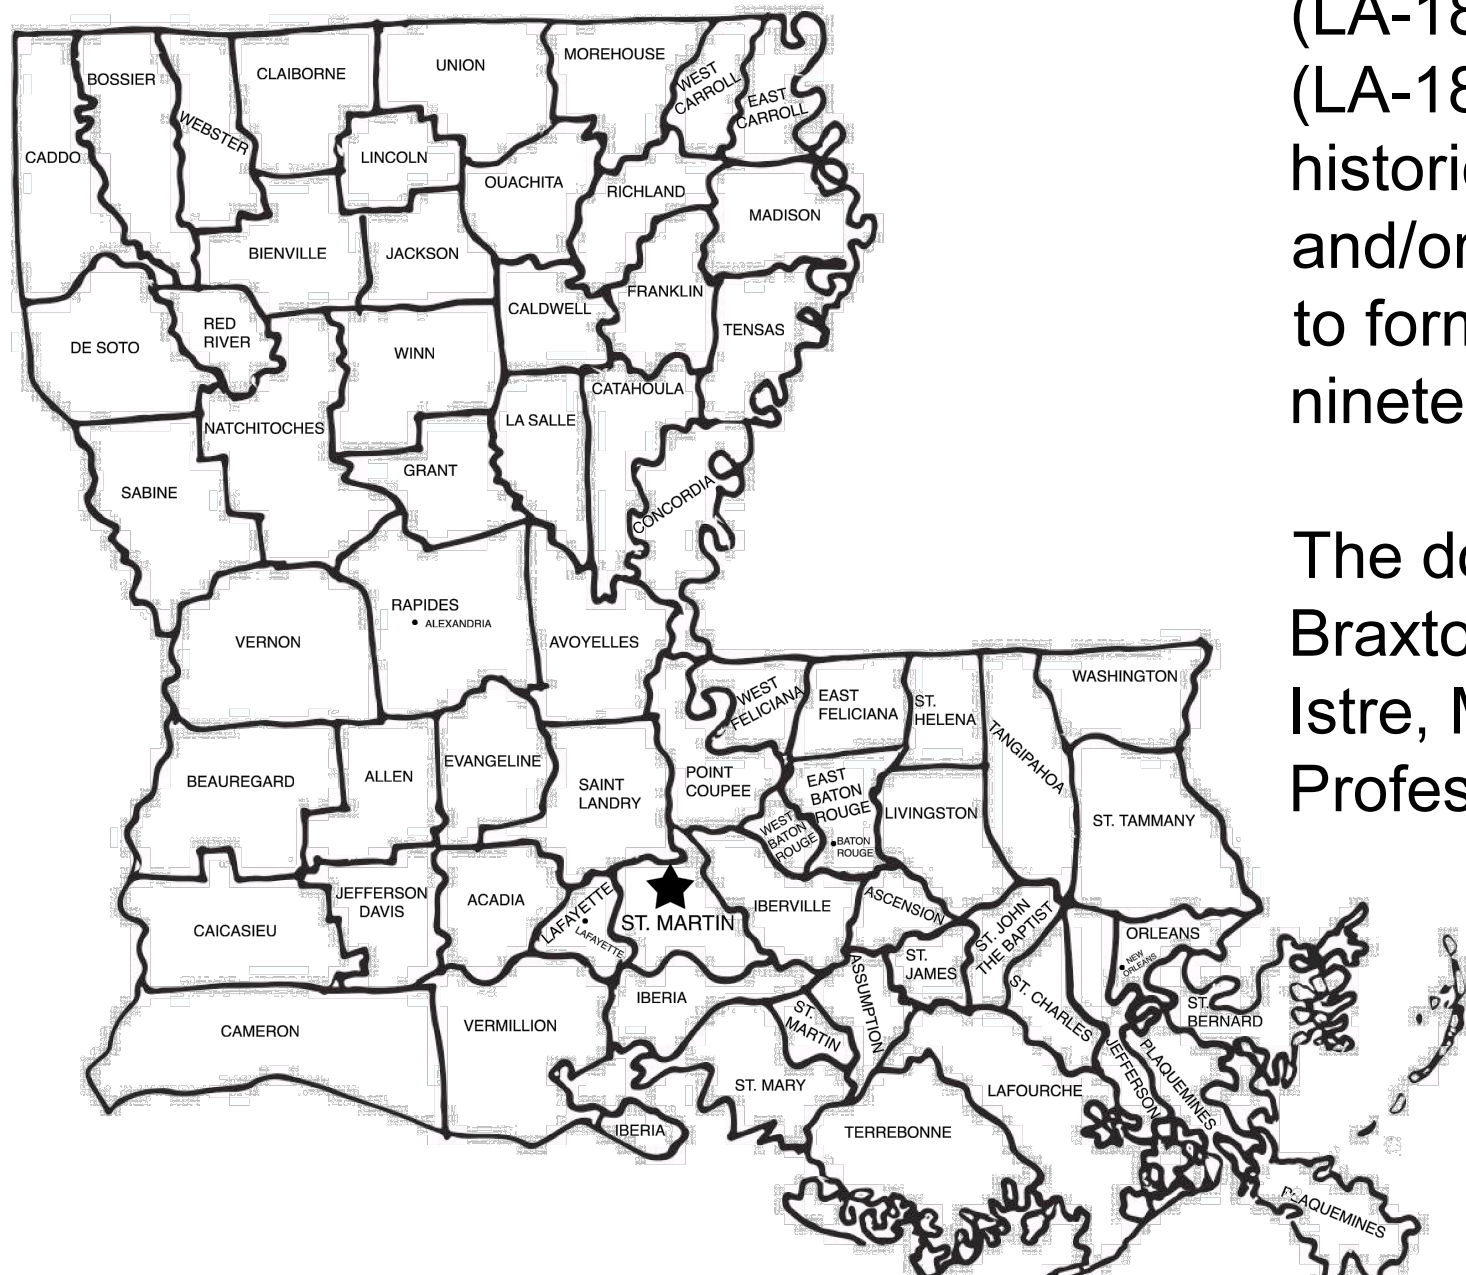 MOREHOUSE
UNION
CLAIBORNE
BOSSIER
WEST
CARROLL
EAST
CARROLL
WEBSTER
CADDO
LINCOLN
OUACHITA
RICHLAND
MADISON
BIENVILLE
JACKSON
FRANKLIN
CALDWELL
TENSAS
RED
RIVER
DE SOTO
WINN
CATAHOULA
LA SALLE
NATCHITOCHES
GRANT
SABINE
CONCORDIA
RAPIDES
ALEXANDRIA
VERNON
AVOYELLES
WASHINGTON
WEST
FELICIANA
EAST
FELICIANA
ST.
HELENA
TANGIPAHOA
EVANGELINE
BEAUREGARD
ALLEN
SAINT
LANDRY
POINT
COUPEE
EAST
BATON
ROUGE
WEST
BATON
ROUGE
BATON
ROUGE
LIVINGSTON
ST. TAMMANY
JEFFERSON
DAVIS
ACADIA
LAFAYETTE
LAFAYETTE
ST. MARTIN
IBERVILLE
ASCENSION
ST. JOHN
THE BAPTIST
ORLEANS
NEW
ORLEANS
CAICASIEU
ST.
JAMES
ASSUMPTION
ST. CHARLES
ST.
BERNARD
IBERIA
ST.
MARTIN
CAMERON
VERMILLION
JEFFERSON
PLAQUEMINES
ST. MARY
LAFOURCHE
IBERIA
TERREBONNE
PLAQUEMINES
(LA-18
(LA-18
historic
and/or
to form
ninete
The do
Braxto
Istre, M
Profes